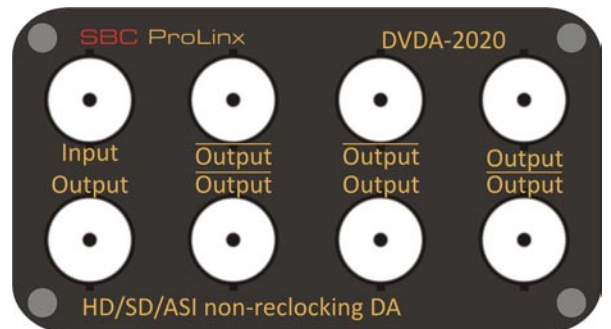 SBC ProLinx DVDA-2020
Input Output Output Output
Output Output Output Output
HD/SD/ASI non-reclocking DA